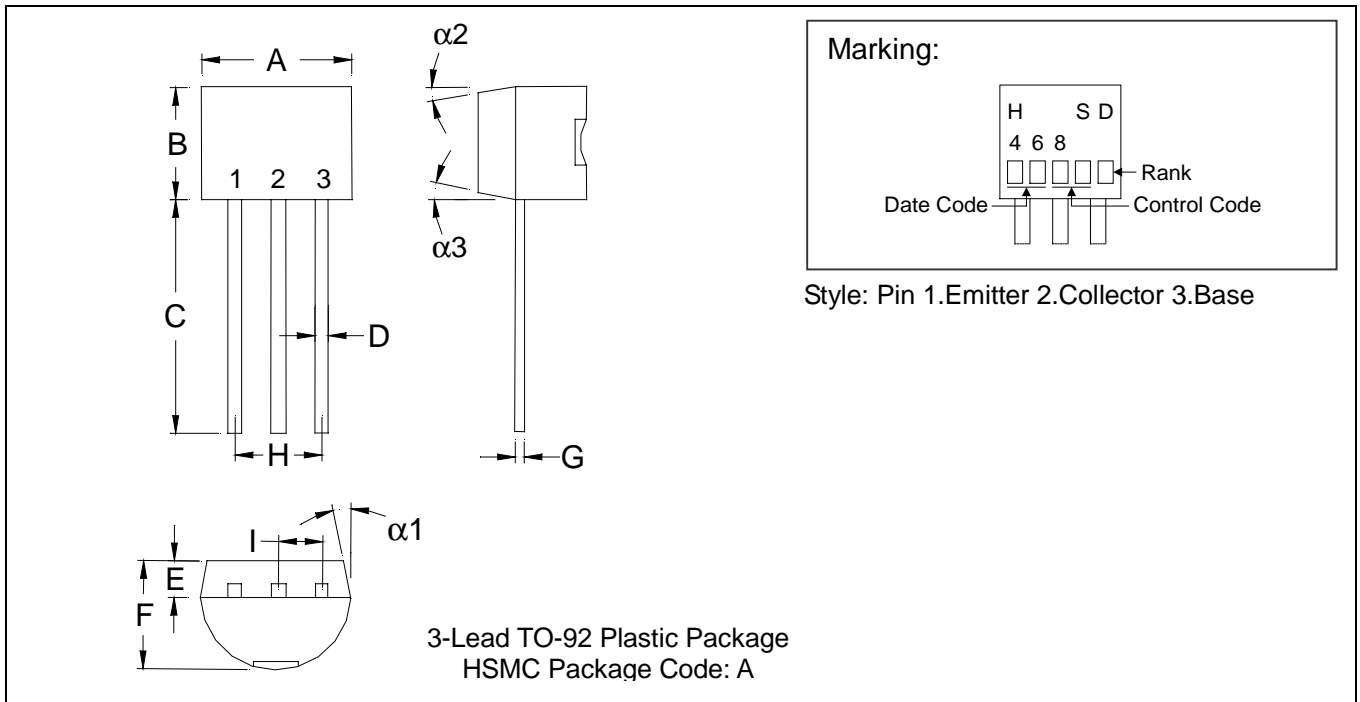 A
B
1 2 3
C
D
H
α2
α3
G
I
α1
E
F
3-Lead TO-92 Plastic Package
HSMC Package Code: A
Marking:
H S D
4 6 8
Rank
Date Code
Control Code
Style: Pin 1.Emitter 2.Collector 3.Base